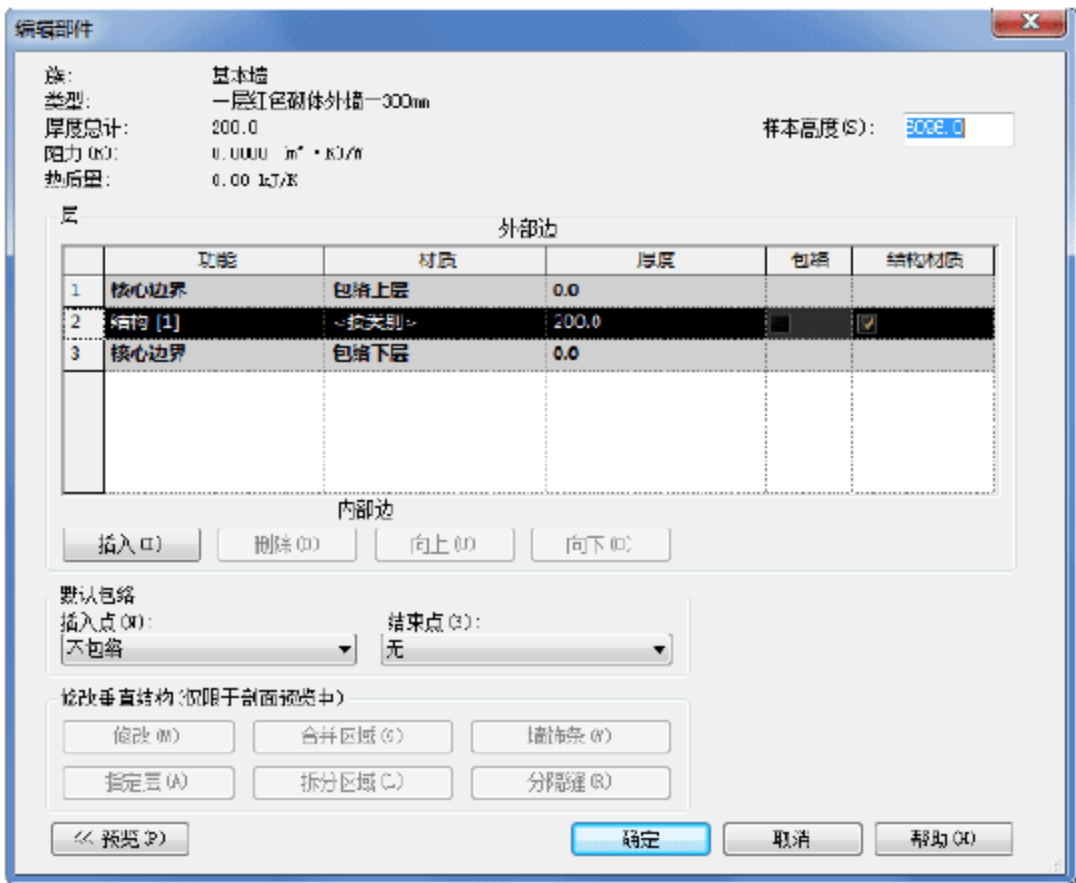 编辑部件
族: 基本墙
类型: 一层红色砌体外墙一300mm
厚度总计: 200.0 样本高度(S): 6096.0
阻力(R): 0.0000 (m²·K)/W
热质量: 0.00 kJ/K
层
外部边
功能 材质 厚度 包络 结构材质
1 核心边界 包络上层 0.0
2 结构 [1] <按类别> 200.0
3 核心边界 包络下层 0.0
内部边
插入(I) 删除(D) 向上(U) 向下(O)
默认包络
插入点(N): 结束点(E):
不包络 无
修改垂直结构(仅限于剖面预览中)
修改(M) 合并区域(G) 墙饰条(W)
指定层(A) 拆分区域(L) 分隔缝(R)
<< 预览(P) 确定 取消 帮助(H)